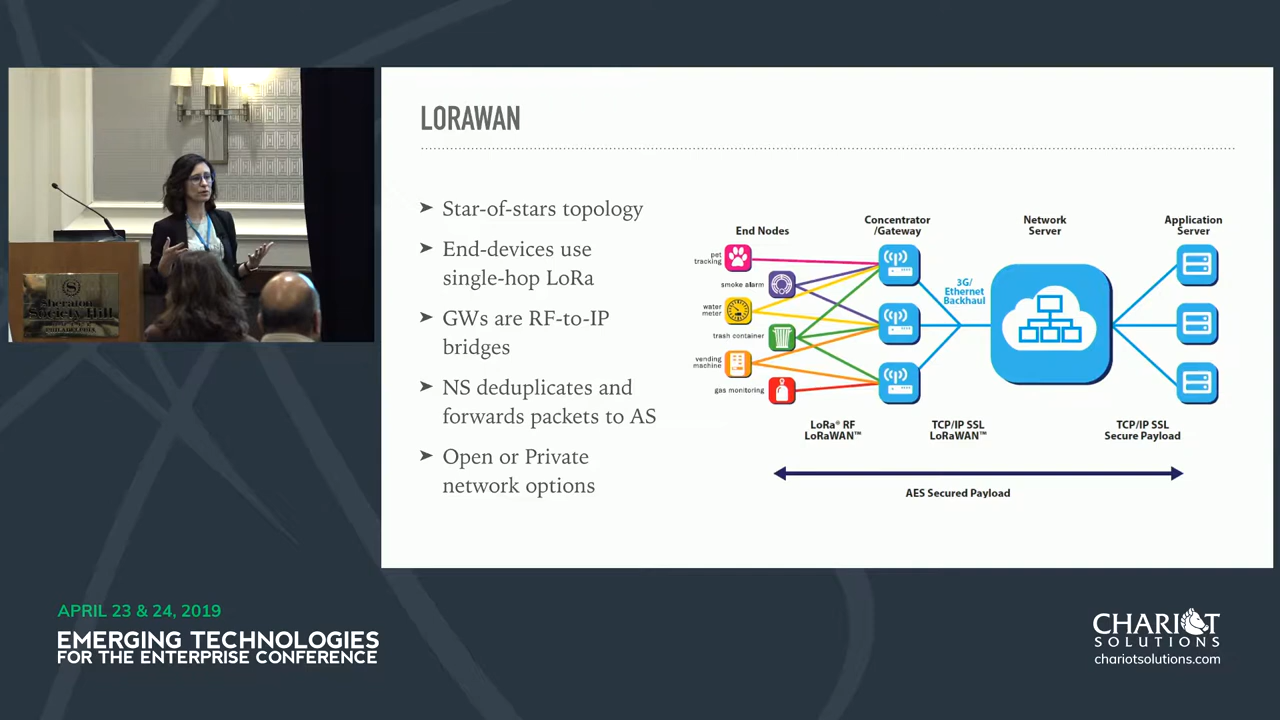 LORAWAN
➤ Star-of-stars topology
➤ End-devices use
single-hop LoRa
➤ GWs are RF-to-IP
bridges
➤ NS deduplicates and
forwards packets to AS
➤ Open or Private
network options
End Nodes
Concentrator
/Gateway
Network
Server
Application
Server
pet
tracking
smoke alarm
water
meter
trash container
vending
machine
gas monitoring
3G/
Ethernet
Backhaul
LoRa® RF
LoRaWAN™
TCP/IP SSL
LoRaWAN™
TCP/IP SSL
Secure Payload
AES Secured Payload
S
Sheraton
Society Hill
PHILADELPHIA
APRIL 23 & 24, 2019
EMERGING TECHNOLOGIES
FOR THE ENTERPRISE CONFERENCE
CHARIOT
SOLUTIONS
chariotsolutions.com